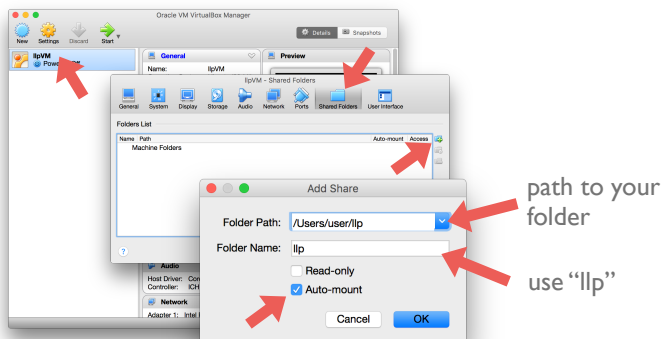 Oracle VM VirtualBox Manager
New Settings Discard Start
Details Snapshots
llpVM
General
Preview
Name: llpVM
llpVM - Shared Folders
General System Display Storage Audio Network Ports Shared Folders User Interface
Folders List
Name Path Auto-mount Access
Machine Folders
Add Share
Folder Path: /Users/user/llp
Folder Name: llp
Read-only
Auto-mount
Cancel OK
?
Audio
Host Driver:
Controller: ICH
Network
Adapter 1: Intel
path to your
folder
use “llp”